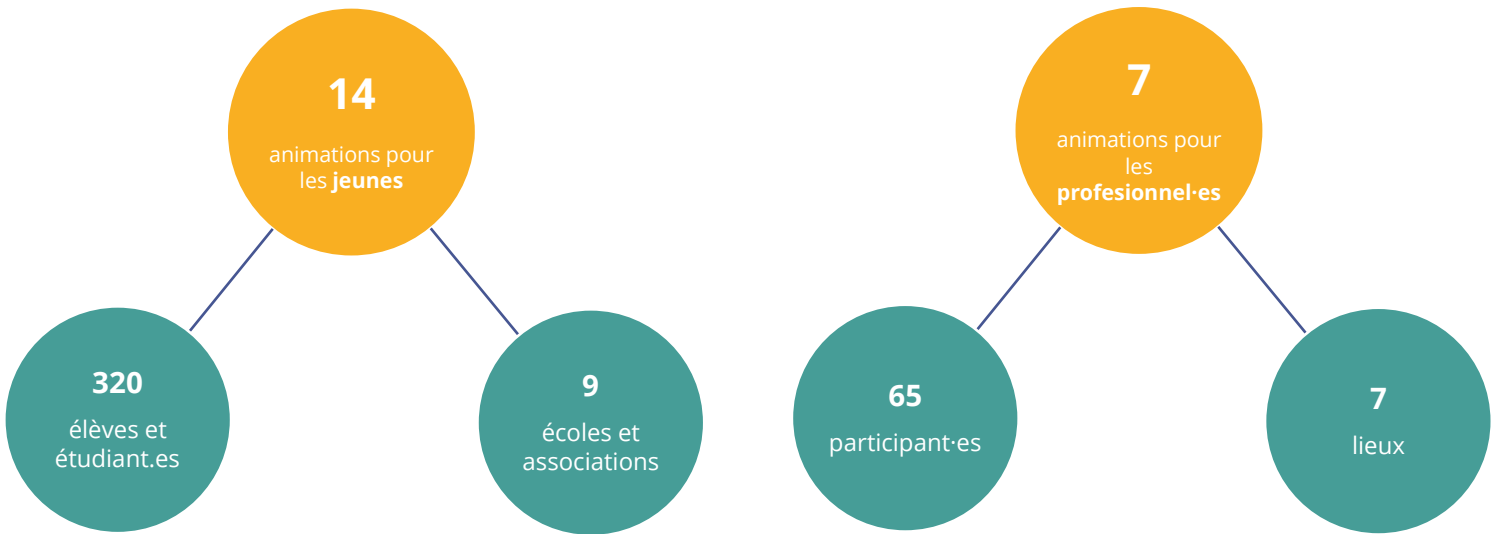 14
animations pour
les jeunes
320
élèves et
étudiant.es
9
écoles et
associations
7
animations pour
les
profesionnel·es
65
participant·es
7
lieux